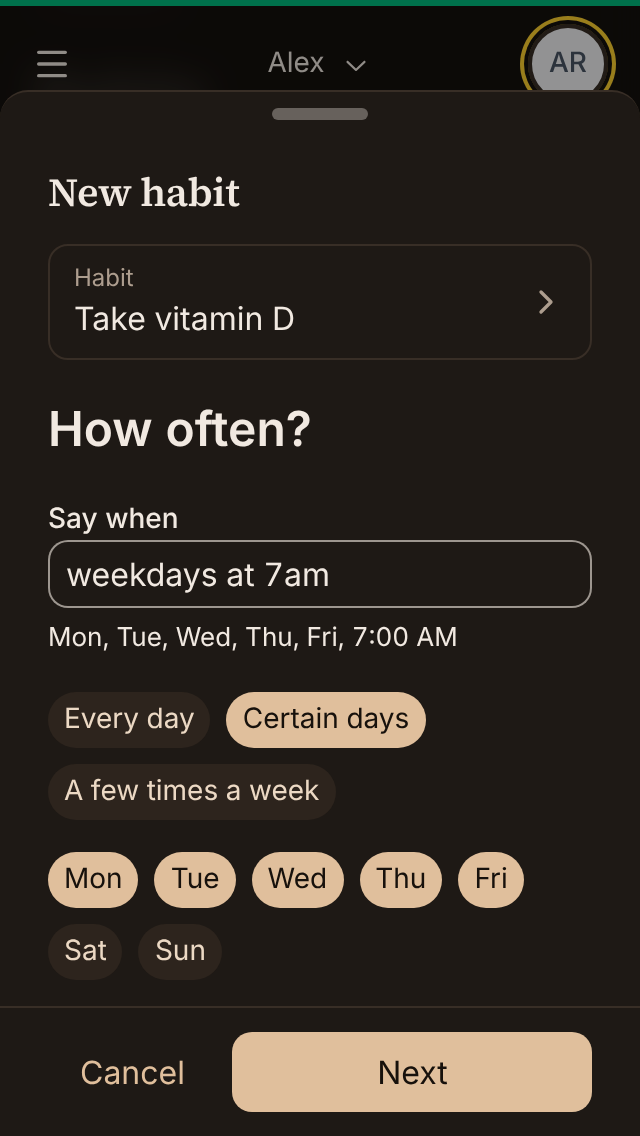 Alex
AR
New habit
Habit
Take vitamin D
How often?
Say when
weekdays at 7am
Mon, Tue, Wed, Thu, Fri, 7:00 AM
Every day
Certain days
A few times a week
Mon
Tue
Wed
Thu
Fri
Sat
Sun
Cancel
Next